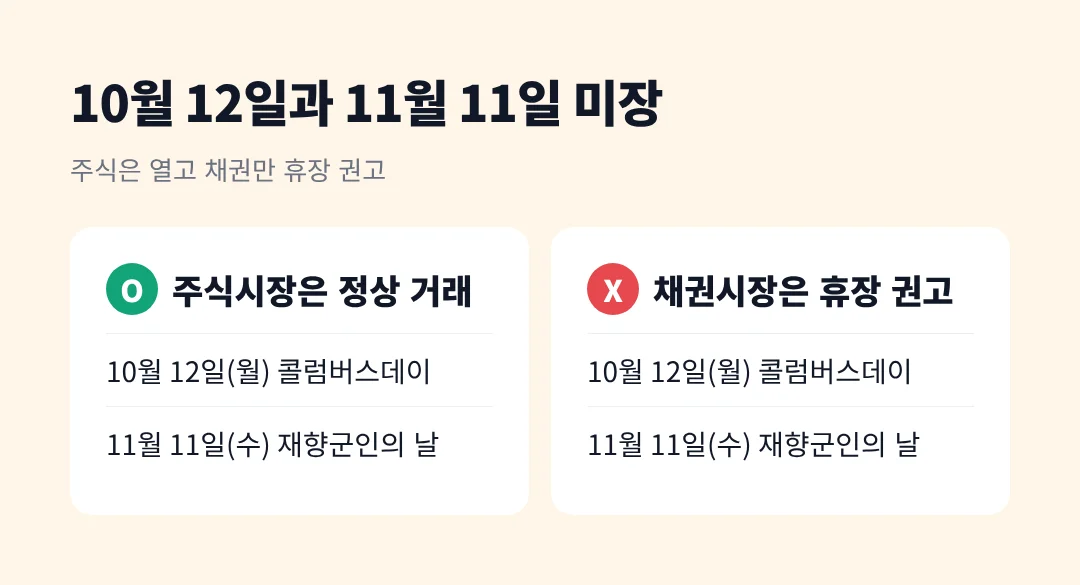 10월 12일과 11월 11일 미장
주식은 열고 채권만 휴장 권고
O 주식시장은 정상 거래
10월 12일(월) 콜럼버스데이
11월 11일(수) 재향군인의 날
X 채권시장은 휴장 권고
10월 12일(월) 콜럼버스데이
11월 11일(수) 재향군인의 날